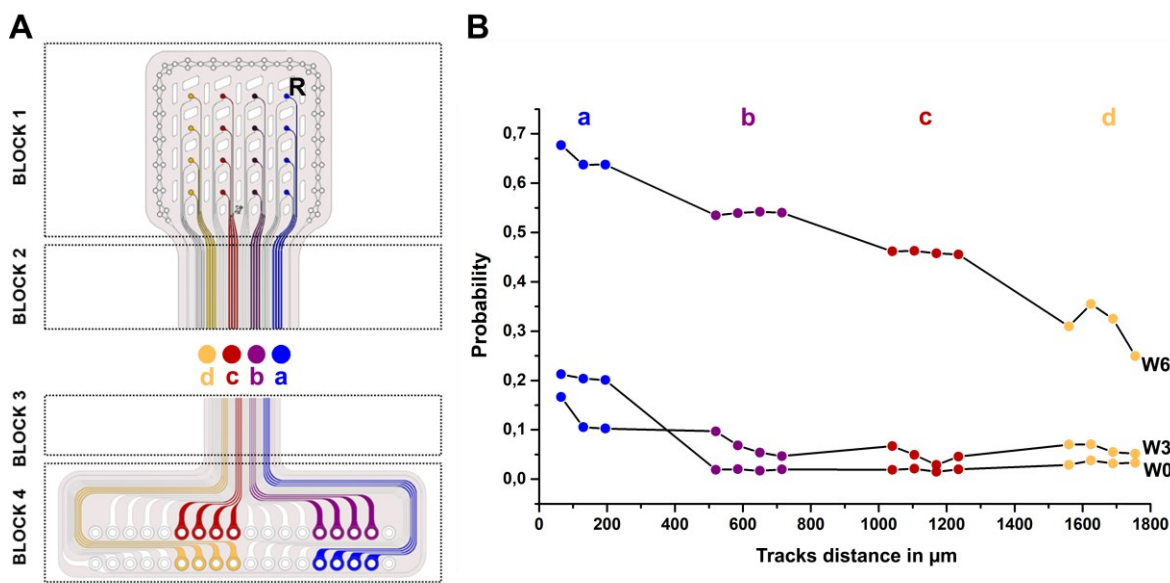 A
BLOCK 1
R
BLOCK 2
d c b a
BLOCK 3
BLOCK 4
B
Probability
0,7
0,6
0,5
0,4
0,3
0,2
0,1
0,0
a b c d
W6
W3
W0
0 200 400 600 800 1000 1200 1400 1600 1800
Tracks distance in µm